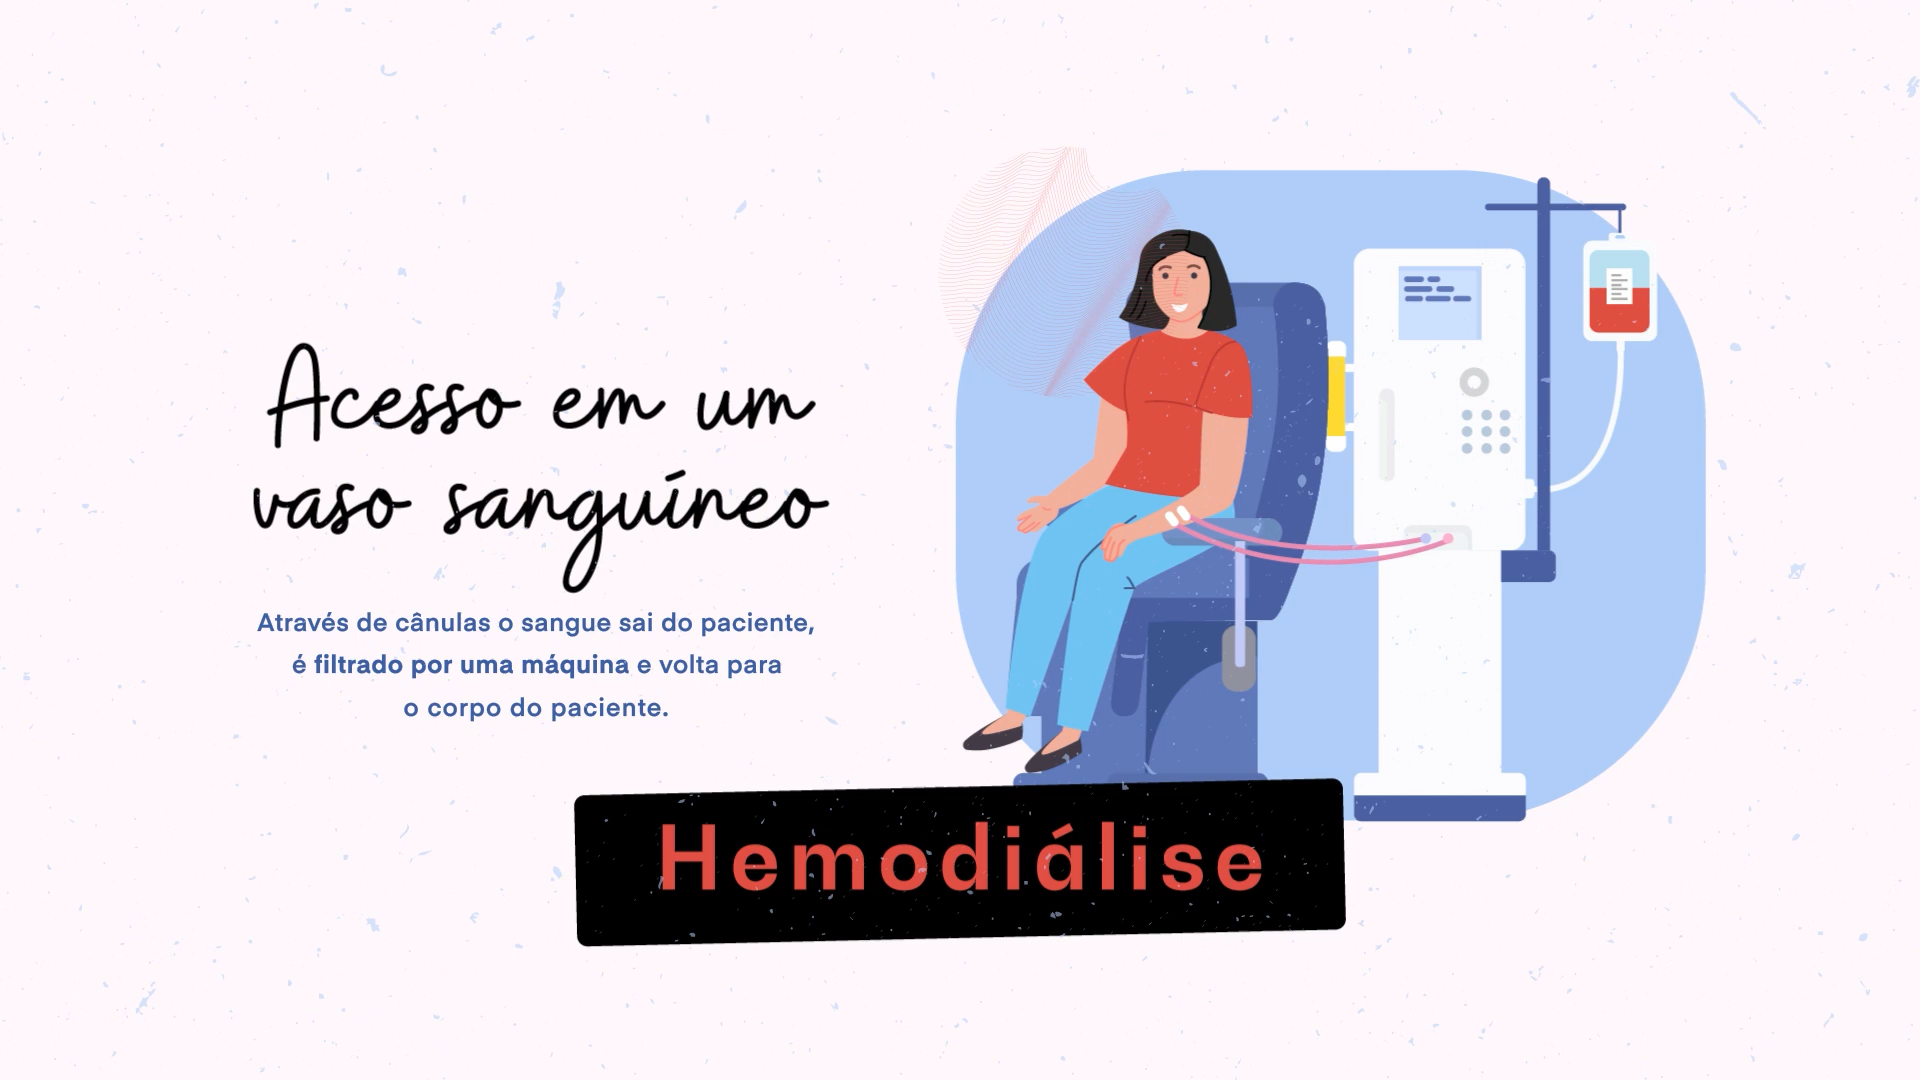 Acesso em um
vaso sanguíneo
Através de cânulas o sangue sai do paciente,
é filtrado por uma máquina e volta para
o corpo do paciente.
Hemodiálise